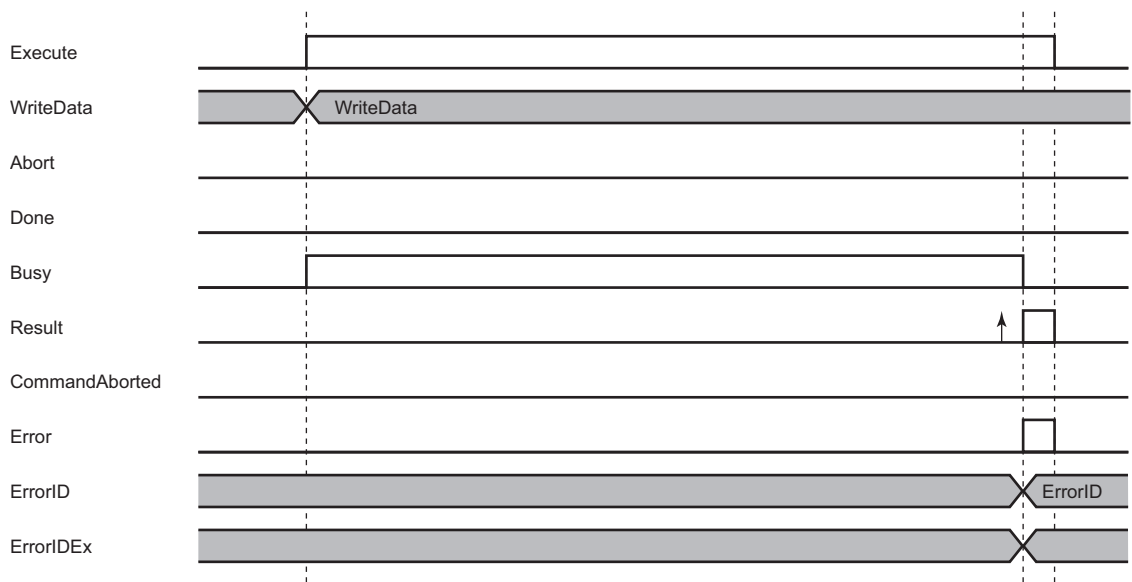 Execute
WriteData
WriteData
Abort
Done
Busy
Result
CommandAborted
Error
ErrorID
ErrorID
ErrorIDEx